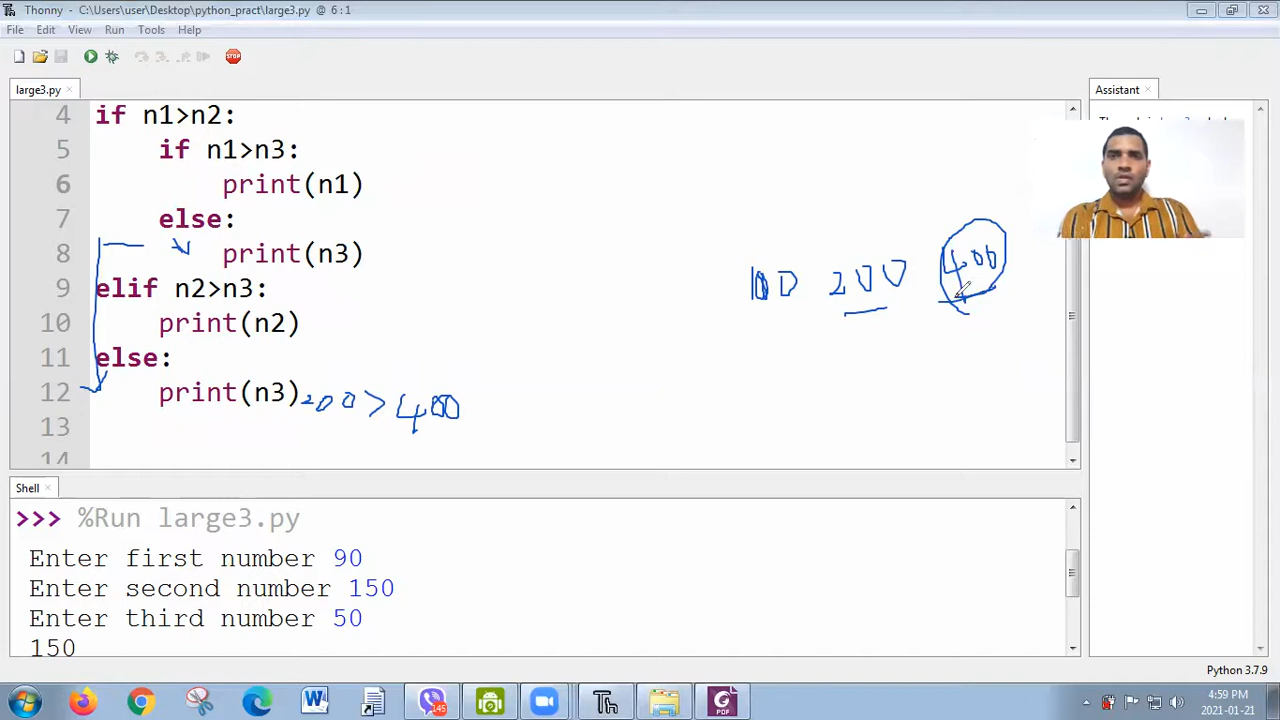 Thonny - C:\Users\user\Desktop\python_pract\large3.py @ 6:1
File Edit View Run Tools Help
STOP
large3.py ×
Assistant ×
4 if n1>n2:
5 if n1>n3:
6 print(n1)
7 else:
8 print(n3)
9 elif n2>n3:
10 print(n2)
11 else:
12 print(n3)
13
14
100 200 400
200 > 400
Shell ×
>>> %Run large3.py
Enter first number 90
Enter second number 150
Enter third number 50
150
Python 3.7.9
145
Th
PDF
4:59 PM
2021-01-21